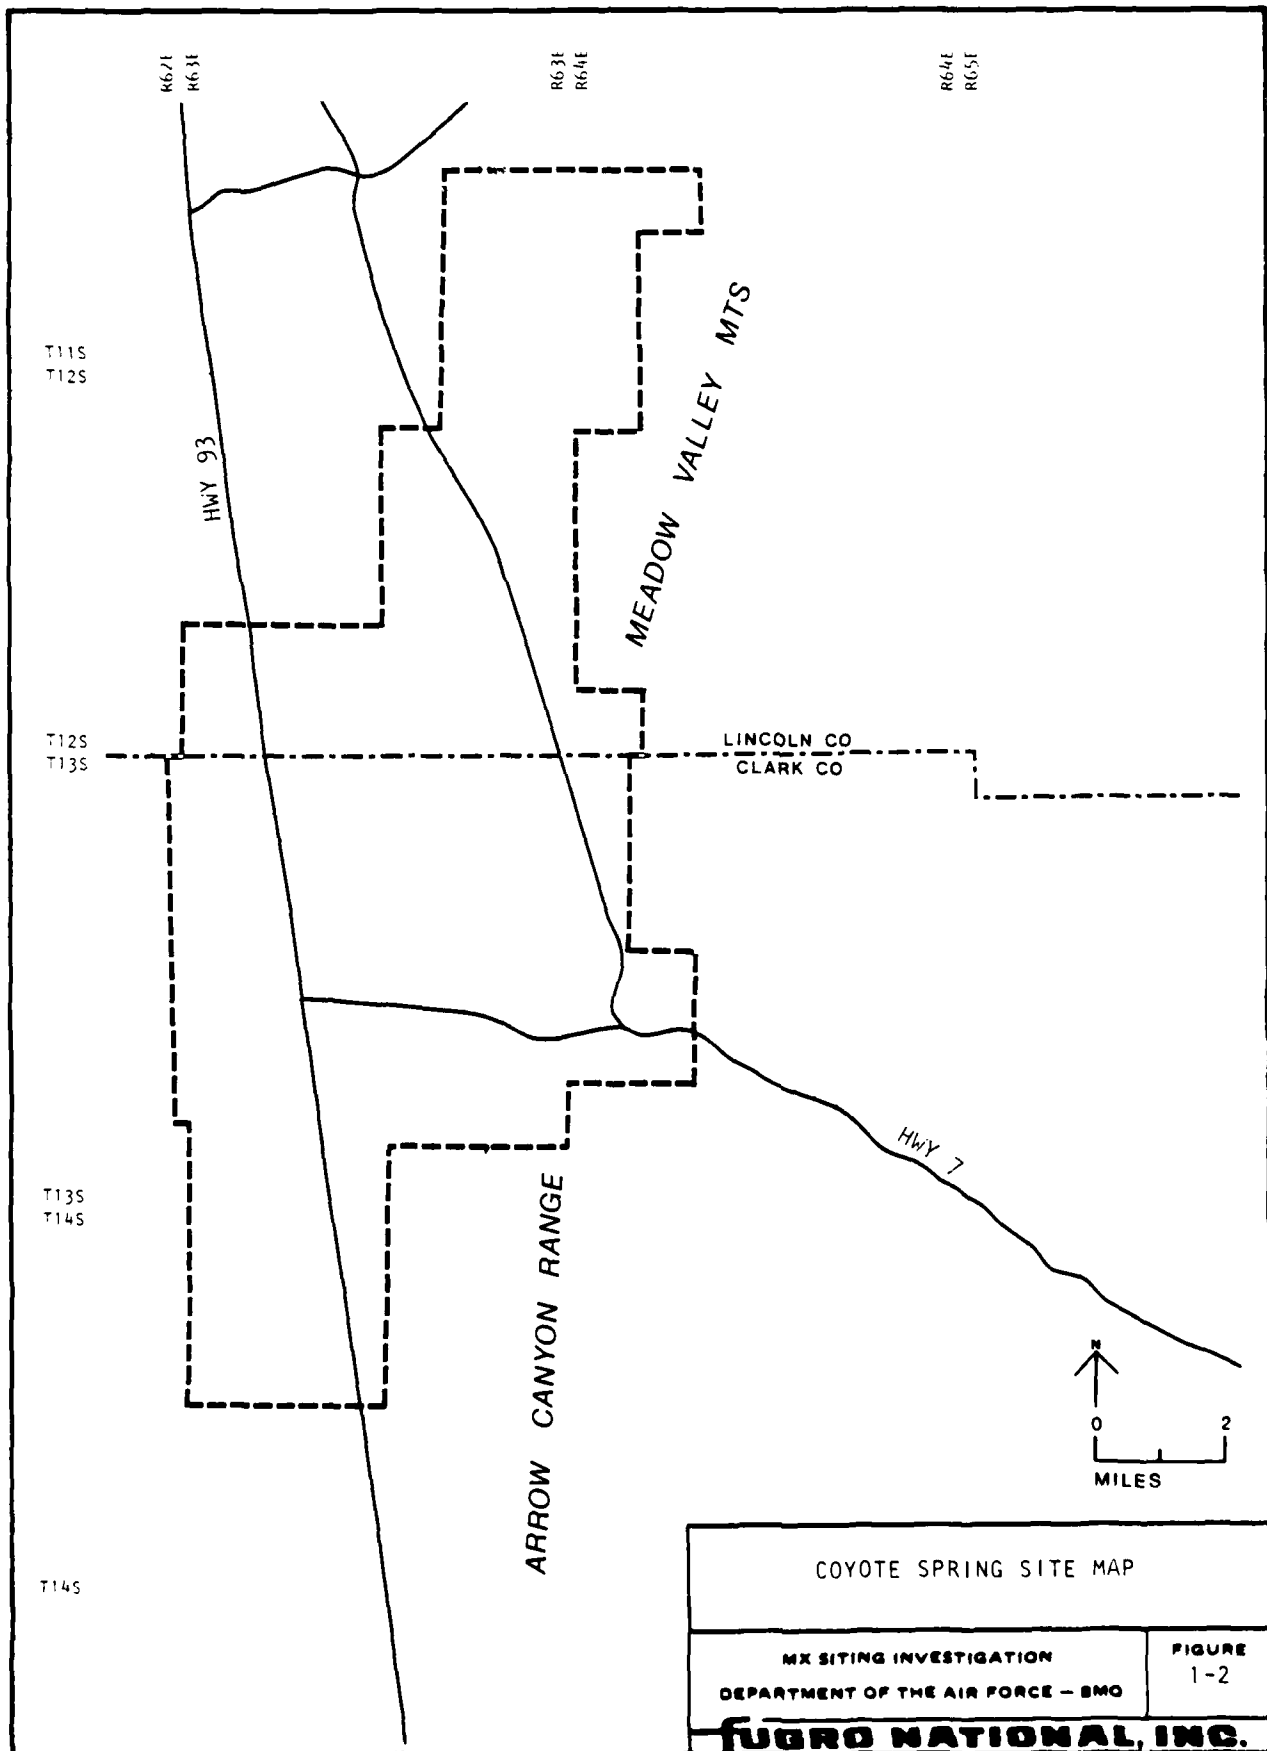 R62E
R63E
R63E
R64E
R64E
R65E
T11S
T12S
MEADOW VALLEY MTS
HWY 93
T12S
T13S
LINCOLN CO
CLARK CO
HWY 7
T13S
T14S
ARROW CANYON RANGE
N
0 2
MILES
T14S
COYOTE SPRING SITE MAP
MX SITING INVESTIGATION
DEPARTMENT OF THE AIR FORCE — BMO
FIGURE
1-2
FUGRO NATIONAL, INC.